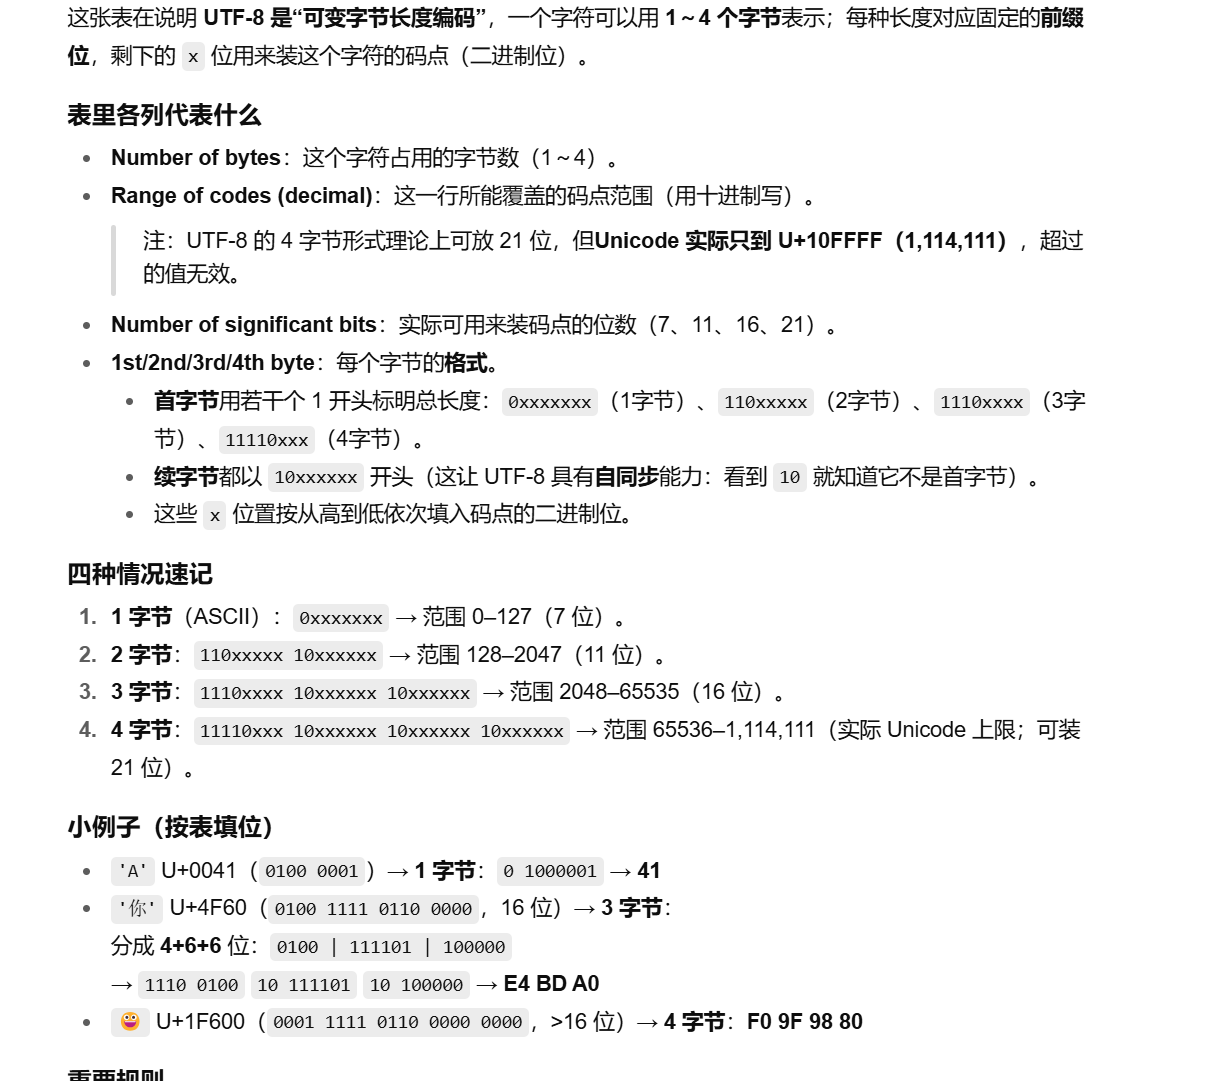 这张表在说明 UTF-8 是“可变字节长度编码”，一个字符可以用 1～4 个字节表示；每种长度对应固定的前缀
位，剩下的 x 位用来装这个字符的码点（二进制位）。
表里各列代表什么
• Number of bytes：这个字符占用的字节数（1～4）。
• Range of codes (decimal)：这一行所能覆盖的码点范围（用十进制写）。
注：UTF-8 的 4 字节形式理论上可放 21 位，但Unicode 实际只到 U+10FFFF（1,114,111），超过
的值无效。
• Number of significant bits：实际可用来装码点的位数（7、11、16、21）。
• 1st/2nd/3rd/4th byte：每个字节的格式。
• 首字节用若干个 1 开头标明总长度：0xxxxxxx（1字节）、110xxxxx（2字节）、1110xxxx（3字
节）、11110xxx（4字节）。
• 续字节都以 10xxxxxx 开头（这让 UTF-8 具有自同步能力：看到 10 就知道它不是首字节）。
• 这些 x 位置按从高到低依次填入码点的二进制位。
四种情况速记
1. 1 字节（ASCII）：0xxxxxxx → 范围 0–127（7 位）。
2. 2 字节：110xxxxx 10xxxxxx → 范围 128–2047（11 位）。
3. 3 字节：1110xxxx 10xxxxxx 10xxxxxx → 范围 2048–65535（16 位）。
4. 4 字节：11110xxx 10xxxxxx 10xxxxxx 10xxxxxx → 范围 65536–1,114,111（实际 Unicode 上限；可装
21 位）。
小例子（按表填位）
• 'A' U+0041（0100 0001）→ 1 字节：0 1000001 → 41
• '你' U+4F60（0100 1111 0110 0000，16 位）→ 3 字节：
分成 4+6+6 位：0100 | 111101 | 100000
→ 1110 0100 10 111101 10 100000 → E4 BD A0
• 😀 U+1F600（0001 1111 0110 0000 0000，>16 位）→ 4 字节：F0 9F 98 80
重要规则